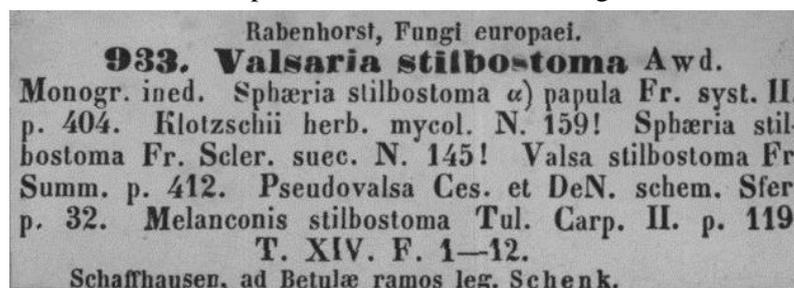 Rabenhorst, Fungi europaei.
933. Valsaria stilbostoma Awd.
Monogr. ined. Sphæria stilbostoma α) papula Fr. syst. II.
p. 404. Klotzschii herb. mycol. N. 159! Sphæria stil-
bostoma Fr. Scler. suec. N. 145! Valsa stilbostoma Fr
Summ. p. 412. Pseudovalsa Ces. et DeN. schem. Sfer
p. 32. Melanconis stilbostoma Tul. Carp. II. p. 119
T. XIV. F. 1—12.
Schaffhausen, ad Betulæ ramos leg. Schenk.